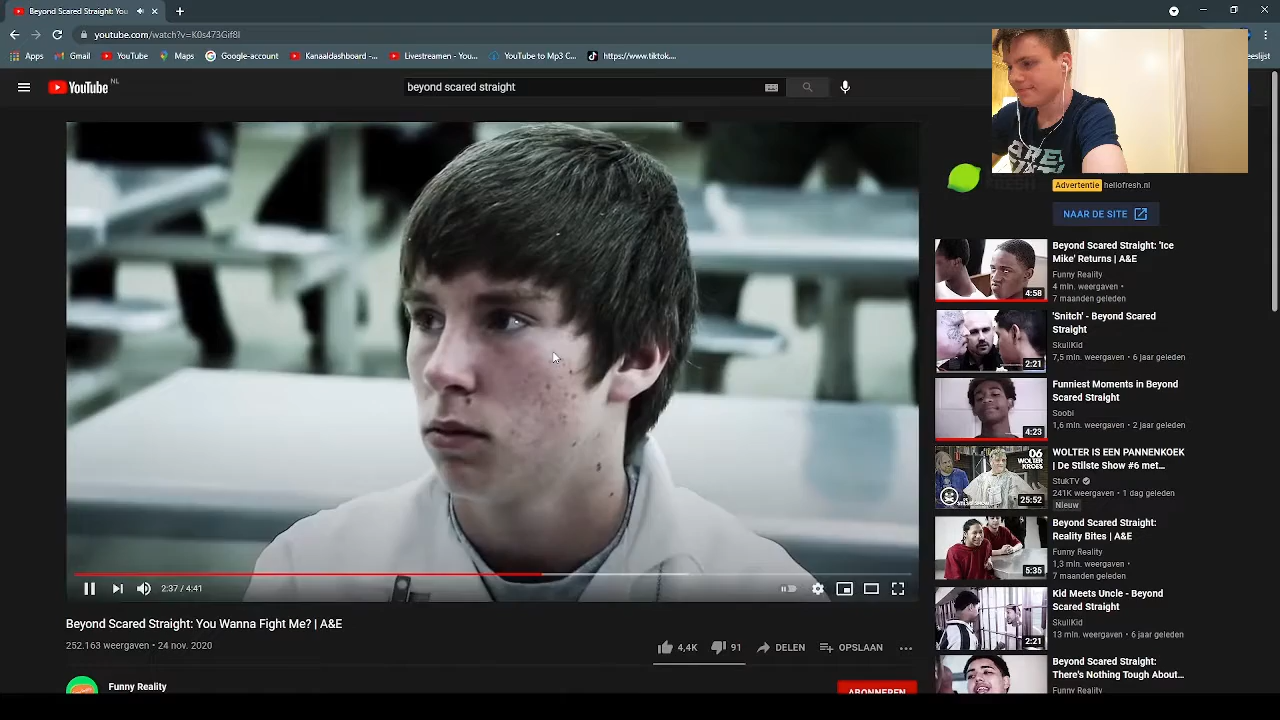 Beyond Scared Straight: You
youtube.com/watch?v=K0s473Gif8I
Apps Gmail YouTube Maps Google-account Kanaaldashboard -... Livestreamen - You... YouTube to Mp3 C... https://www.tiktok....
YouTube NL
beyond scared straight
Advertentie hellofresh.nl
NAAR DE SITE
Beyond Scared Straight: 'Ice
Mike' Returns | A&E
Funny Reality
4 mln. weergaven •
7 maanden geleden
4:58
'Snitch' - Beyond Scared
Straight
SkullKid
7,5 mln. weergaven • 6 jaar geleden
2:21
Funniest Moments in Beyond
Scared Straight
Soobi
1,6 mln. weergaven • 2 jaar geleden
4:23
06
WOLTER
KROES
25:52
WOLTER IS EEN PANNENKOEK
| De Stilste Show #6 met...
StukTV
241K weergaven • 1 dag geleden
Nieuw
Beyond Scared Straight:
Reality Bites | A&E
Funny Reality
1,3 mln. weergaven •
7 maanden geleden
5:35
Kid Meets Uncle - Beyond
Scared Straight
SkullKid
13 mln. weergaven • 6 jaar geleden
2:21
Beyond Scared Straight:
There's Nothing Tough About...
Funny Reality
2:37 / 4:41
Beyond Scared Straight: You Wanna Fight Me? | A&E
252.163 weergaven • 24 nov. 2020
4,4K 91 DELEN OPSLAAN
Funny Reality
ABONNEREN